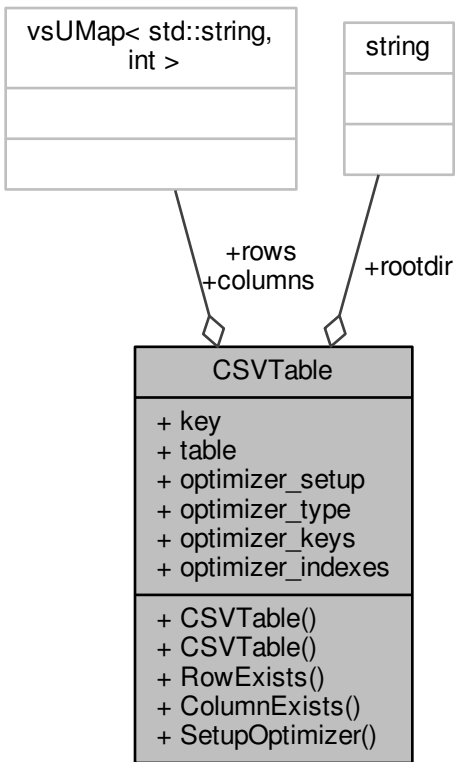 vsUMap< std::string,
int >
string
+rows
+columns
+rootdir
CSVTable
+ key
+ table
+ optimizer_setup
+ optimizer_type
+ optimizer_keys
+ optimizer_indexes
+ CSVTable()
+ CSVTable()
+ RowExists()
+ ColumnExists()
+ SetupOptimizer()